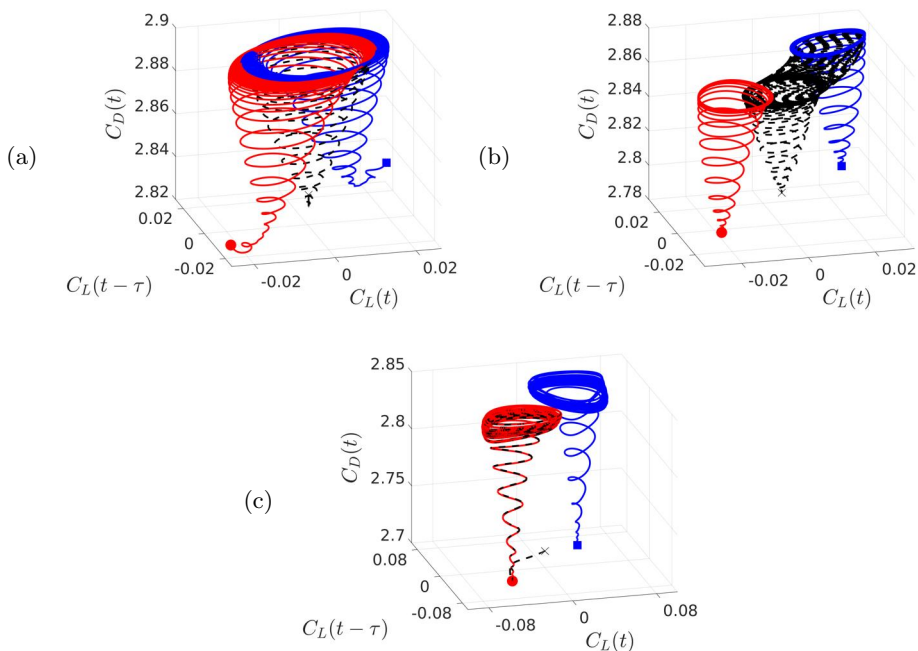 (a)
2.9
2.88
2.86
2.84
2.82
C_D(t)
0.02
0
-0.02
C_L(t − τ)
-0.02
0
0.02
C_L(t)
(b)
2.88
2.86
2.84
2.82
2.8
2.78
C_D(t)
0.02
0
-0.02
C_L(t − τ)
-0.02
0
0.02
C_L(t)
(c)
2.85
2.8
2.75
2.7
C_D(t)
0.08
0
-0.08
C_L(t − τ)
-0.08
0
0.08
C_L(t)